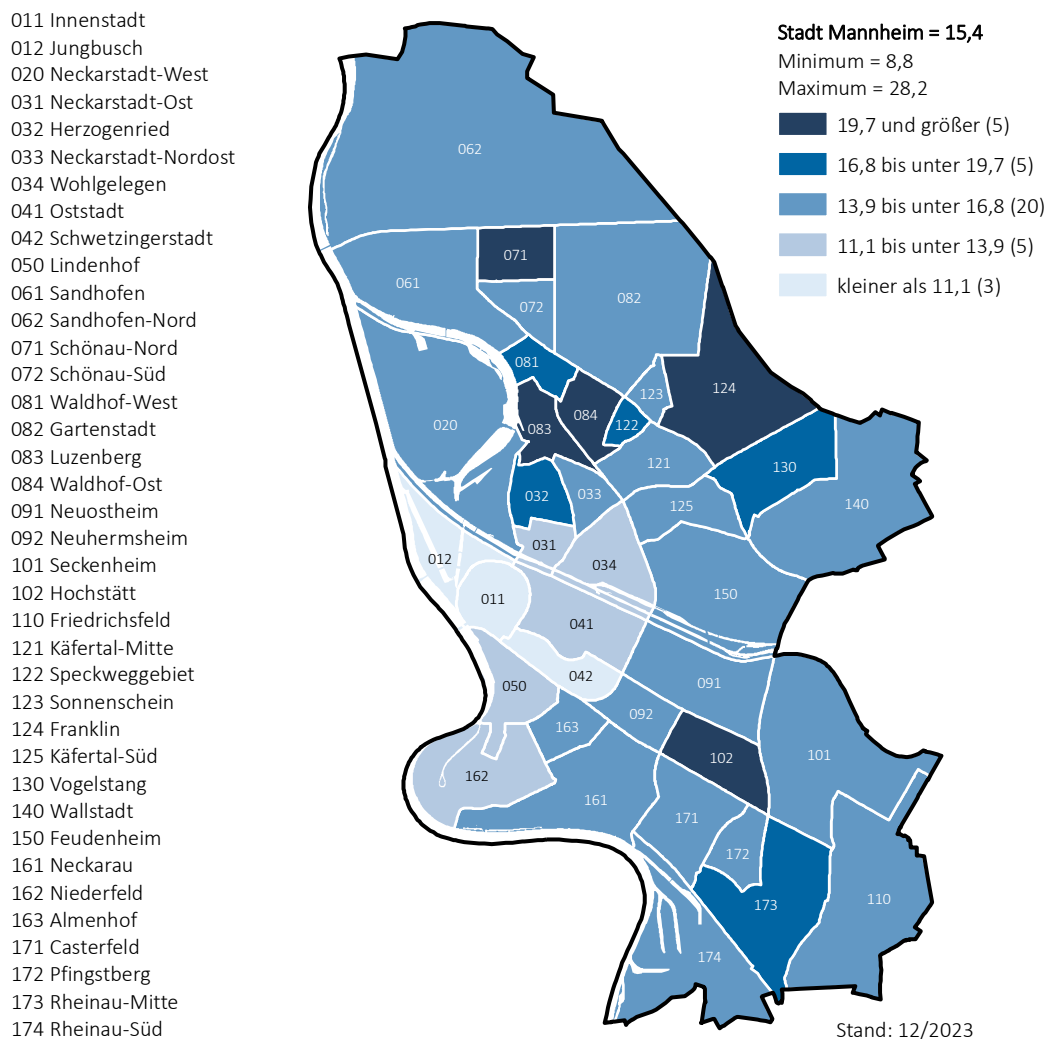 011 Innenstadt
012 Jungbusch
020 Neckarstadt-West
031 Neckarstadt-Ost
032 Herzogenried
033 Neckarstadt-Nordost
034 Wohlgelegen
041 Oststadt
042 Schwetzingerstadt
050 Lindenhof
061 Sandhofen
062 Sandhofen-Nord
071 Schönau-Nord
072 Schönau-Süd
081 Waldhof-West
082 Gartenstadt
083 Luzenberg
084 Waldhof-Ost
091 Neuostheim
092 Neuhermsheim
101 Seckenheim
102 Hochstätt
110 Friedrichsfeld
121 Käfertal-Mitte
122 Speckweggebiet
123 Sonnenschein
124 Franklin
125 Käfertal-Süd
130 Vogelstang
140 Wallstadt
150 Feudenheim
161 Neckarau
162 Niederfeld
163 Almenhof
171 Casterfeld
172 Pfingstberg
173 Rheinau-Mitte
174 Rheinau-Süd
Stadt Mannheim = 15,4
Minimum = 8,8
Maximum = 28,2
19,7 und größer (5)
16,8 bis unter 19,7 (5)
13,9 bis unter 16,8 (20)
11,1 bis unter 13,9 (5)
kleiner als 11,1 (3)
062
071
061
082
072
081
124
123
084
020
122
083
121
130
032
033
125
140
031
012
034
150
011
041
042
091
050
092
163
101
102
162
161
171
172
110
173
174
Stand: 12/2023